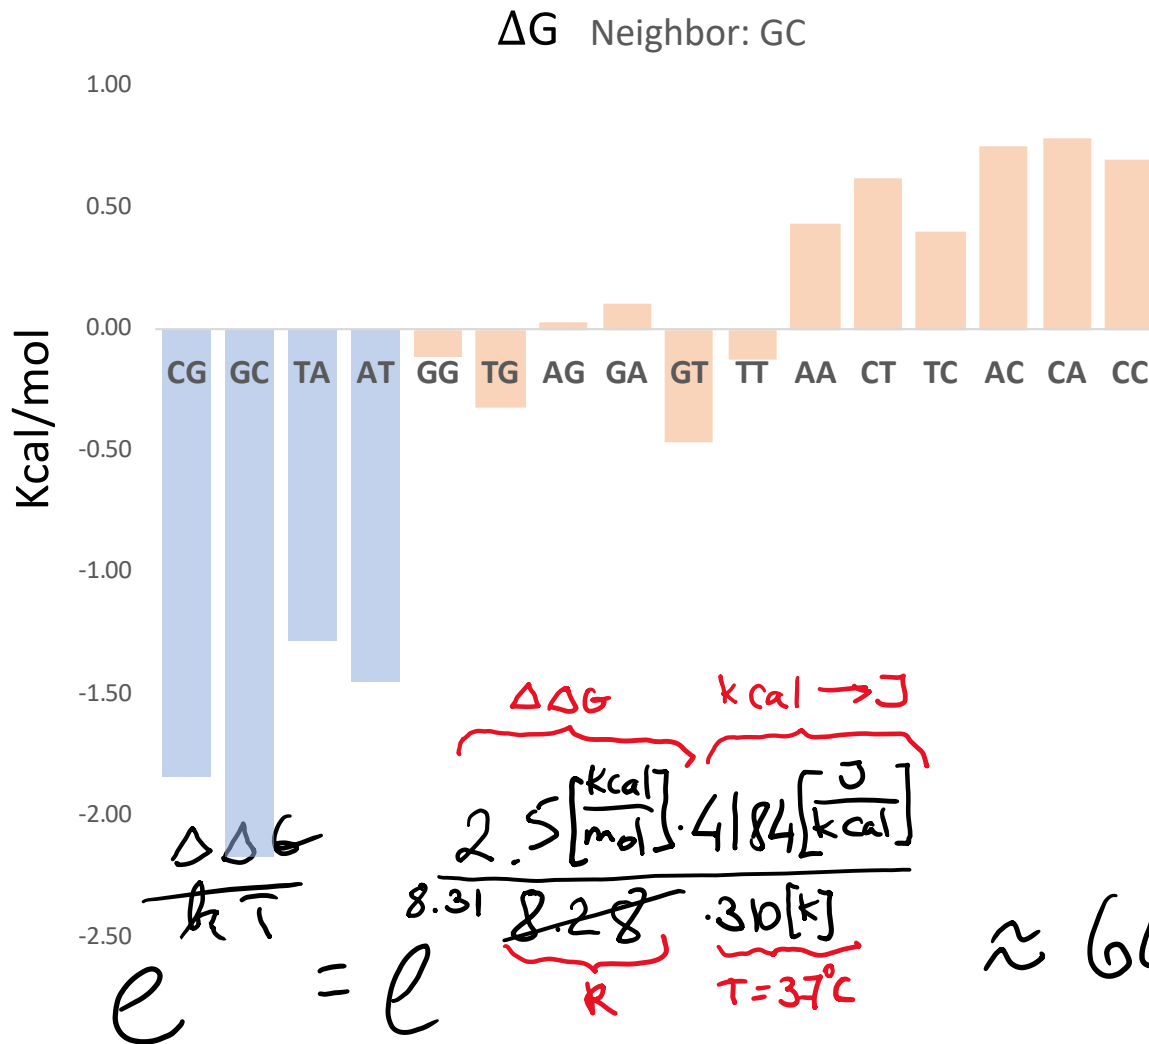 ΔG Neighbor: GC
1.00
0.50
0.00
-0.50
-1.00
-1.50
-2.00
-2.50
Kcal/mol
CG GC TA AT GG TG AG GA GT TT AA CT TC AC CA CC
ΔΔG kcal → J
2.5 [kcal/mol] · 4184 [J/kcal]
ΔΔG
kT
8.31 8.28 · 310 [k]
R T = 37°C
e = e ≈ 6